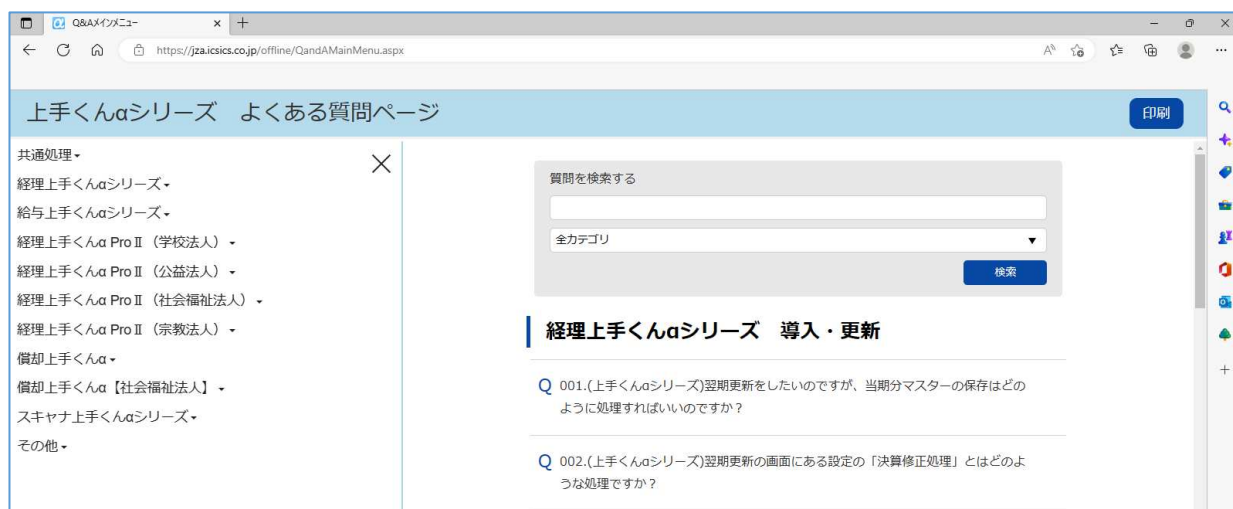 Q&Aメインメニュー
https://jza.icsics.co.jp/offline/QandAMainMenu.aspx
上手くんαシリーズ よくある質問ページ
印刷
共通処理
経理上手くんαシリーズ
給与上手くんαシリーズ
経理上手くんα ProⅡ（学校法人）
経理上手くんα ProⅡ（公益法人）
経理上手くんα ProⅡ（社会福祉法人）
経理上手くんα ProⅡ（宗教法人）
償却上手くんα
償却上手くんα【社会福祉法人】
スキャナ上手くんαシリーズ
その他
質問を検索する
全カテゴリ
検索
経理上手くんαシリーズ 導入・更新
Q 001.(上手くんαシリーズ)翌期更新をしたいのですが、当期分マスターの保存はどの
ように処理すればいいのですか？
Q 002.(上手くんαシリーズ)翌期更新の画面にある設定の「決算修正処理」とはどのよ
うな処理ですか？